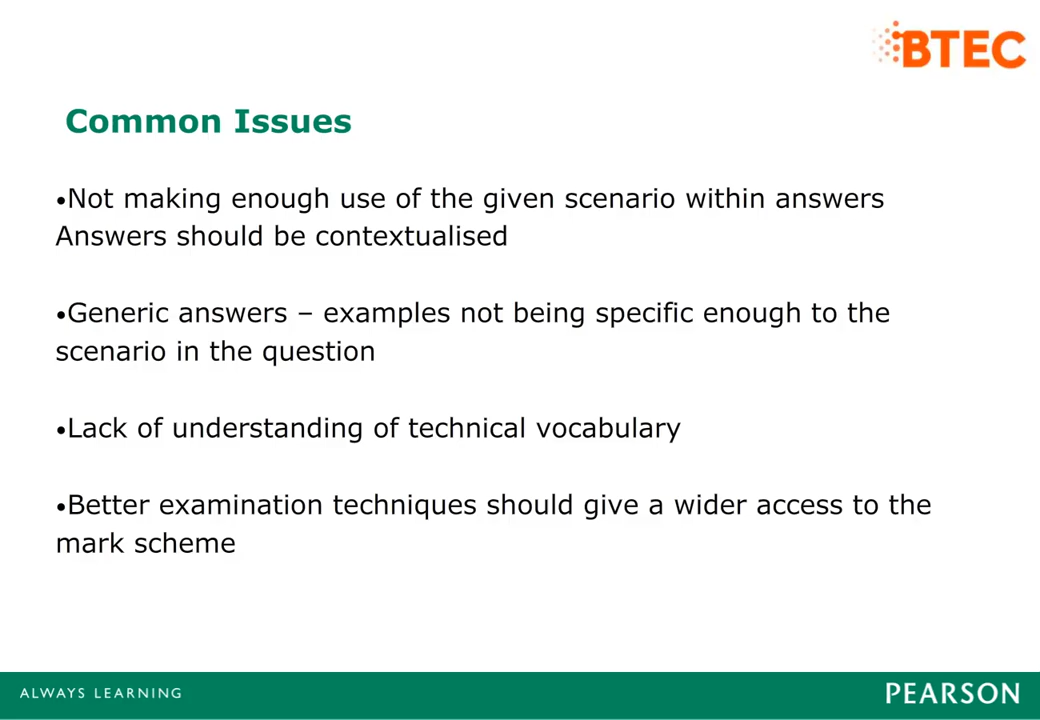 BTEC
Common Issues
•Not making enough use of the given scenario within answers
Answers should be contextualised
•Generic answers – examples not being specific enough to the
scenario in the question
•Lack of understanding of technical vocabulary
•Better examination techniques should give a wider access to the
mark scheme
ALWAYS LEARNING
PEARSON